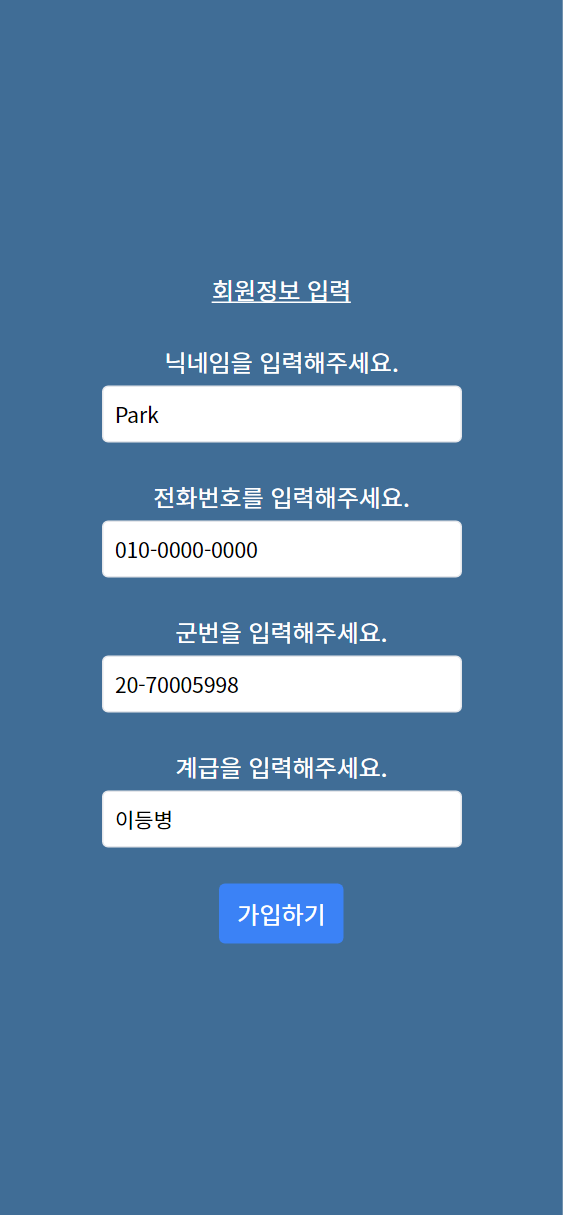 회원정보 입력
닉네임을 입력해주세요.
Park
전화번호를 입력해주세요.
010-0000-0000
군번을 입력해주세요.
20-70005998
계급을 입력해주세요.
이등병
가입하기